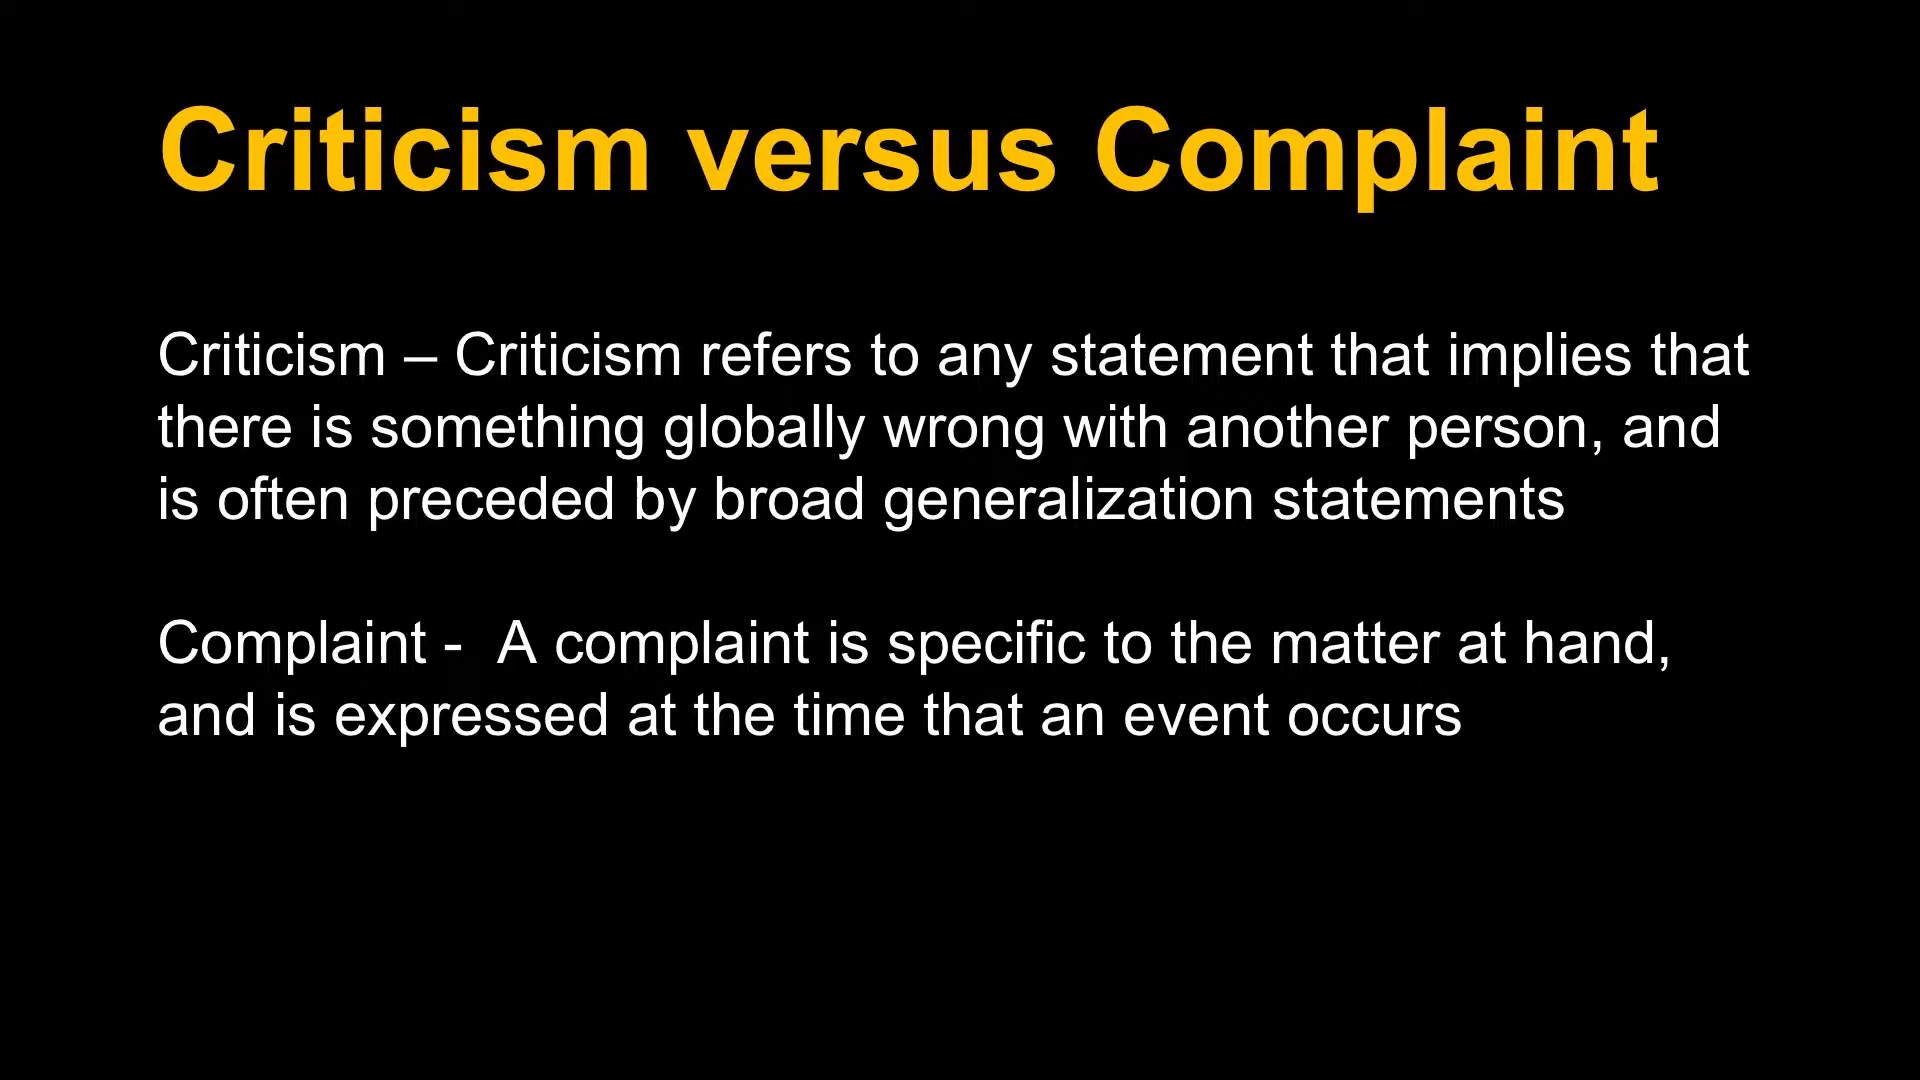 Criticism versus Complaint
Criticism – Criticism refers to any statement that implies that
there is something globally wrong with another person, and
is often preceded by broad generalization statements
Complaint -  A complaint is specific to the matter at hand,
and is expressed at the time that an event occurs